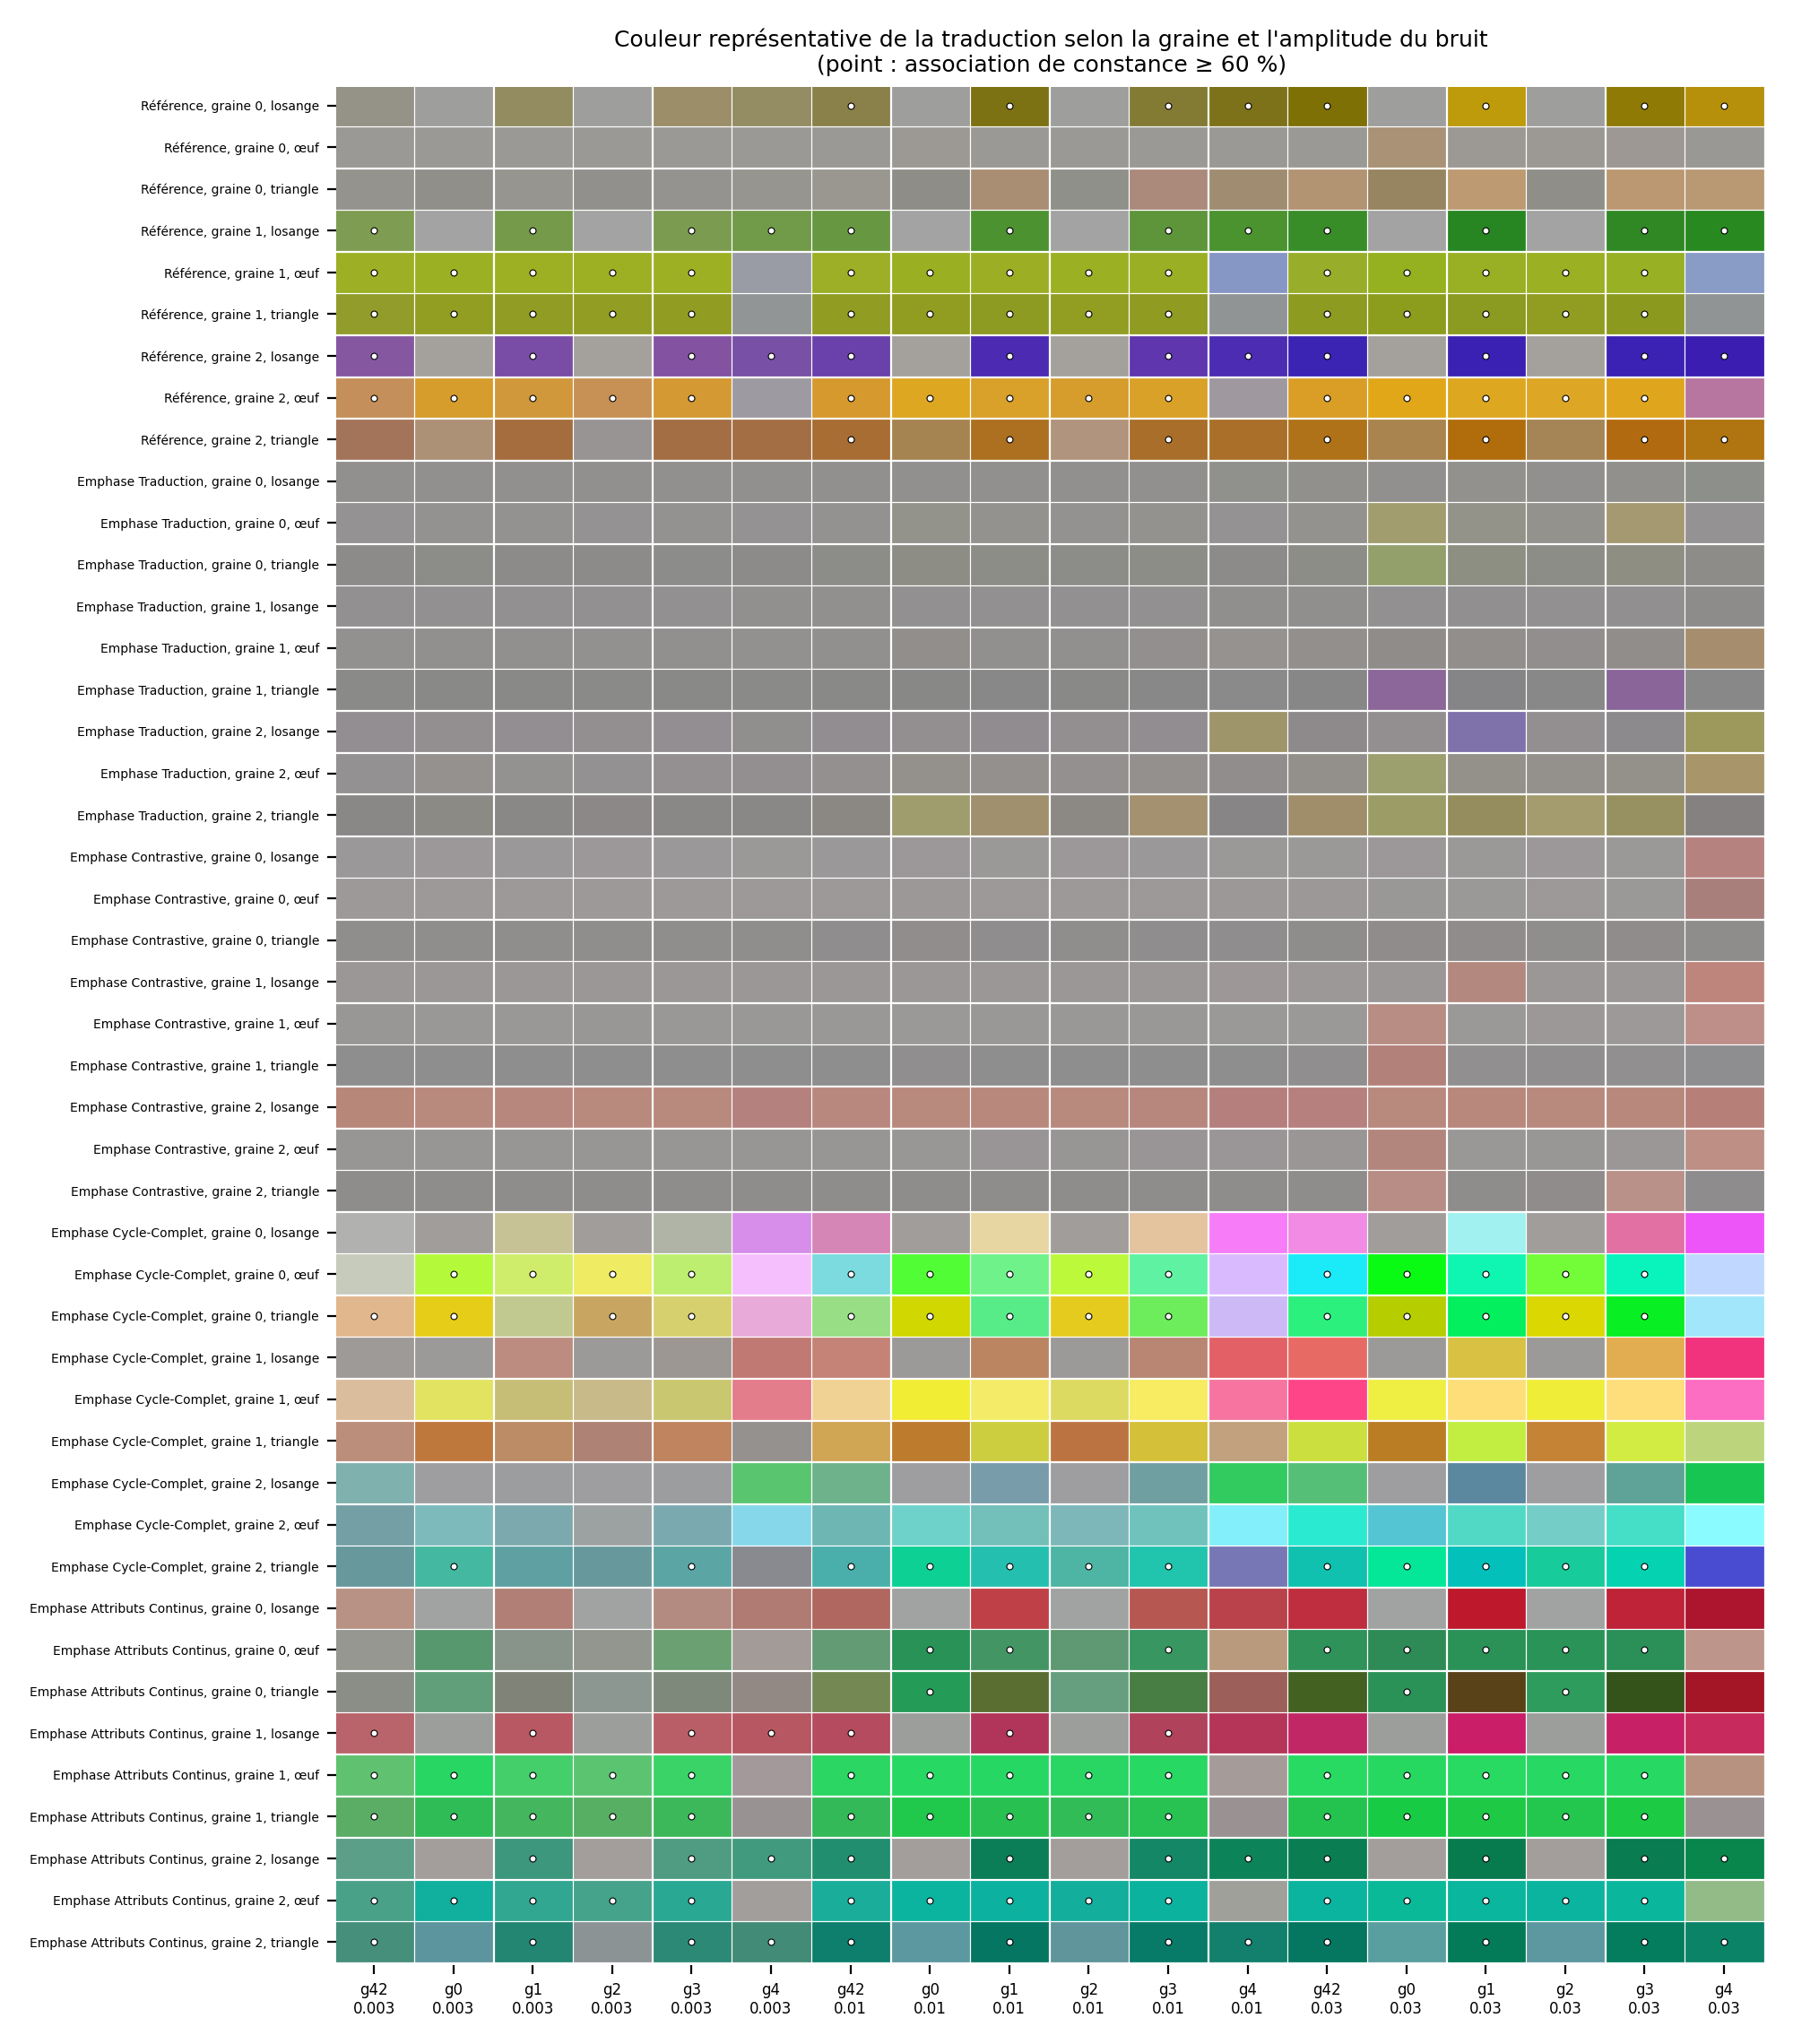 Couleur représentative de la traduction selon la graine et l'amplitude du bruit
(point : association de constance ≥ 60 %)
Référence, graine 0, losange
Référence, graine 0, œuf
Référence, graine 0, triangle
Référence, graine 1, losange
Référence, graine 1, œuf
Référence, graine 1, triangle
Référence, graine 2, losange
Référence, graine 2, œuf
Référence, graine 2, triangle
Emphase Traduction, graine 0, losange
Emphase Traduction, graine 0, œuf
Emphase Traduction, graine 0, triangle
Emphase Traduction, graine 1, losange
Emphase Traduction, graine 1, œuf
Emphase Traduction, graine 1, triangle
Emphase Traduction, graine 2, losange
Emphase Traduction, graine 2, œuf
Emphase Traduction, graine 2, triangle
Emphase Contrastive, graine 0, losange
Emphase Contrastive, graine 0, œuf
Emphase Contrastive, graine 0, triangle
Emphase Contrastive, graine 1, losange
Emphase Contrastive, graine 1, œuf
Emphase Contrastive, graine 1, triangle
Emphase Contrastive, graine 2, losange
Emphase Contrastive, graine 2, œuf
Emphase Contrastive, graine 2, triangle
Emphase Cycle-Complet, graine 0, losange
Emphase Cycle-Complet, graine 0, œuf
Emphase Cycle-Complet, graine 0, triangle
Emphase Cycle-Complet, graine 1, losange
Emphase Cycle-Complet, graine 1, œuf
Emphase Cycle-Complet, graine 1, triangle
Emphase Cycle-Complet, graine 2, losange
Emphase Cycle-Complet, graine 2, œuf
Emphase Cycle-Complet, graine 2, triangle
Emphase Attributs Continus, graine 0, losange
Emphase Attributs Continus, graine 0, œuf
Emphase Attributs Continus, graine 0, triangle
Emphase Attributs Continus, graine 1, losange
Emphase Attributs Continus, graine 1, œuf
Emphase Attributs Continus, graine 1, triangle
Emphase Attributs Continus, graine 2, losange
Emphase Attributs Continus, graine 2, œuf
Emphase Attributs Continus, graine 2, triangle
g42 g0 g1 g2 g3 g4 g42 g0 g1 g2 g3 g4 g42 g0 g1 g2 g3 g4
0.003 0.003 0.003 0.003 0.003 0.003 0.01 0.01 0.01 0.01 0.01 0.01 0.03 0.03 0.03 0.03 0.03 0.03